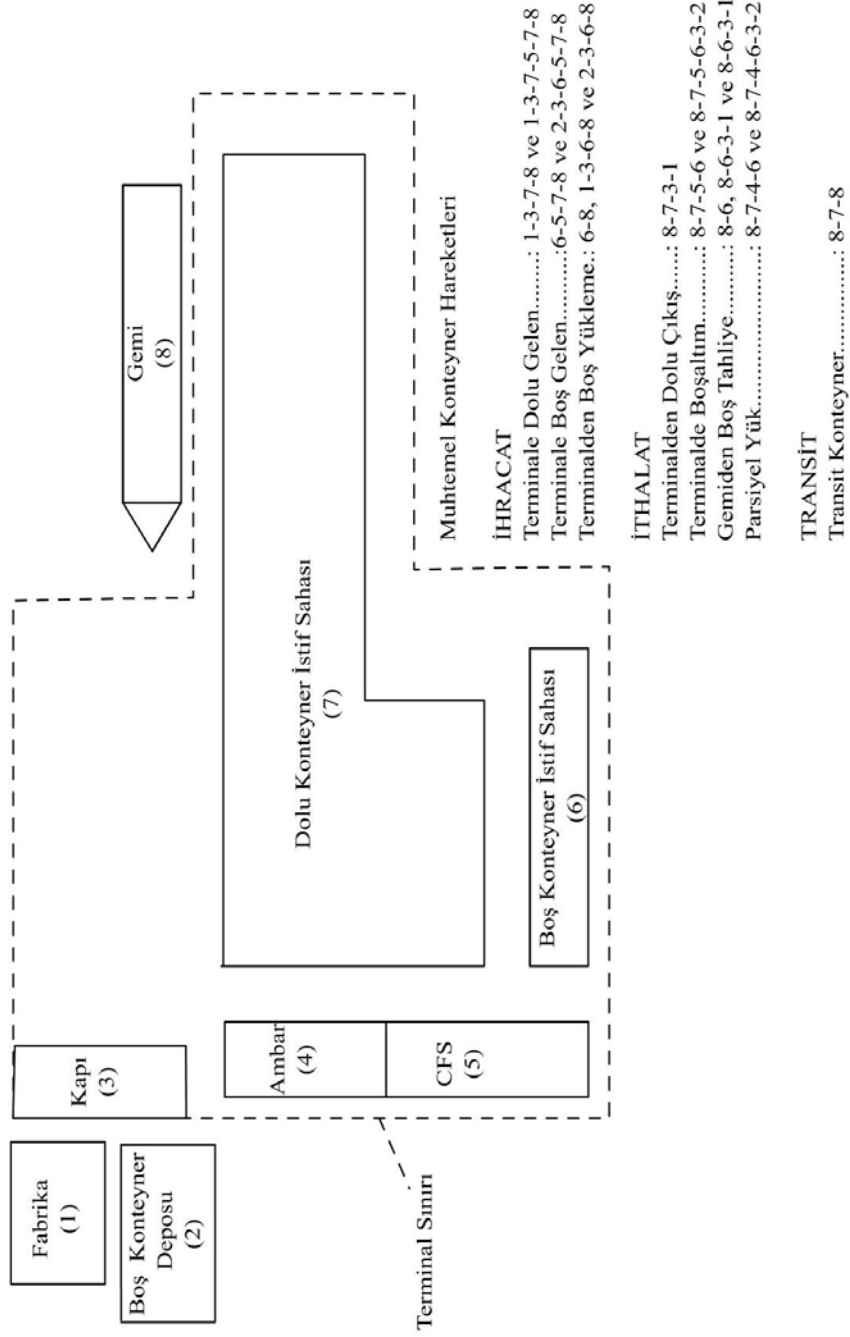 Fabrika
(1)
Boş Konteyner
Deposu
(2)
Kapı
(3)
Gemi
(8)
Ambar
(4)
CFS
(5)
Dolu Konteyner İstif Sahası
(7)
Boş Konteyner İstif Sahası
(6)
Terminal Sınırı
Muhtemel Konteyner Hareketleri
İHRACAT
Terminale Dolu Gelen.........: 1-3-7-8 ve 1-3-7-5-7-8
Terminale Boş Gelen..........:6-5-7-8 ve 2-3-6-5-7-8
Terminalden Boş Yükleme.: 6-8, 1-3-6-8 ve 2-3-6-8
İTHALAT
Terminalden Dolu Çıkış......: 8-7-3-1
Terminalde Boşaltım............: 8-7-5-6 ve 8-7-5-6-3-2
Gemiden Boş Tahliye..........: 8-6, 8-6-3-1 ve 8-6-3-1
Parsiyel Yük........................: 8-7-4-6 ve 8-7-4-6-3-2
TRANSİT
Transit Konteyner...............: 8-7-8